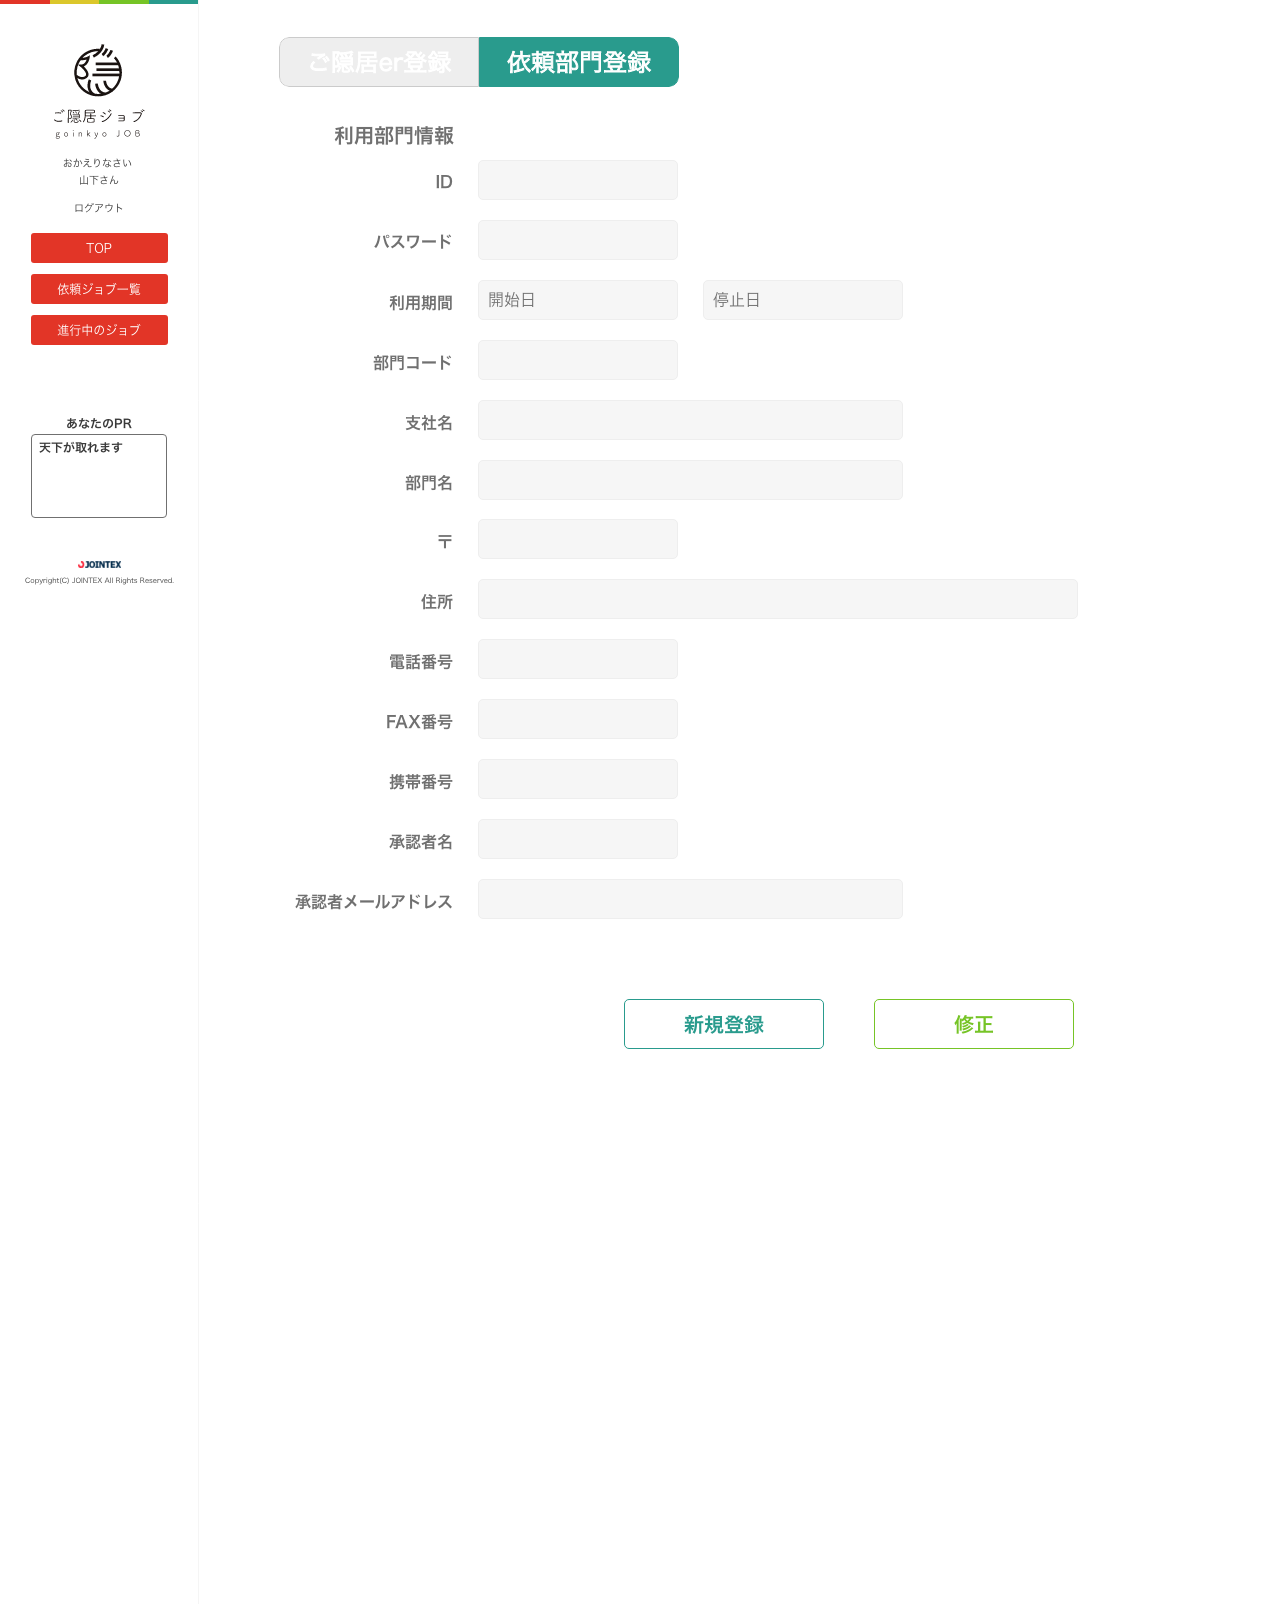 ご隠居ジョブ
goinkyo JOB
おかえりなさい
山下さん
ログアウト
TOP
依頼ジョブ一覧
進行中のジョブ
あなたのPR
天下が取れます
JOINTEX
Copyright(C) JOINTEX All Rights Reserved.
ご隠居er登録 依頼部門登録
利用部門情報
ID
パスワード
利用期間 開始日 停止日
部門コード
支社名
部門名
〒
住所
電話番号
FAX番号
携帯番号
承認者名
承認者メールアドレス
新規登録 修正